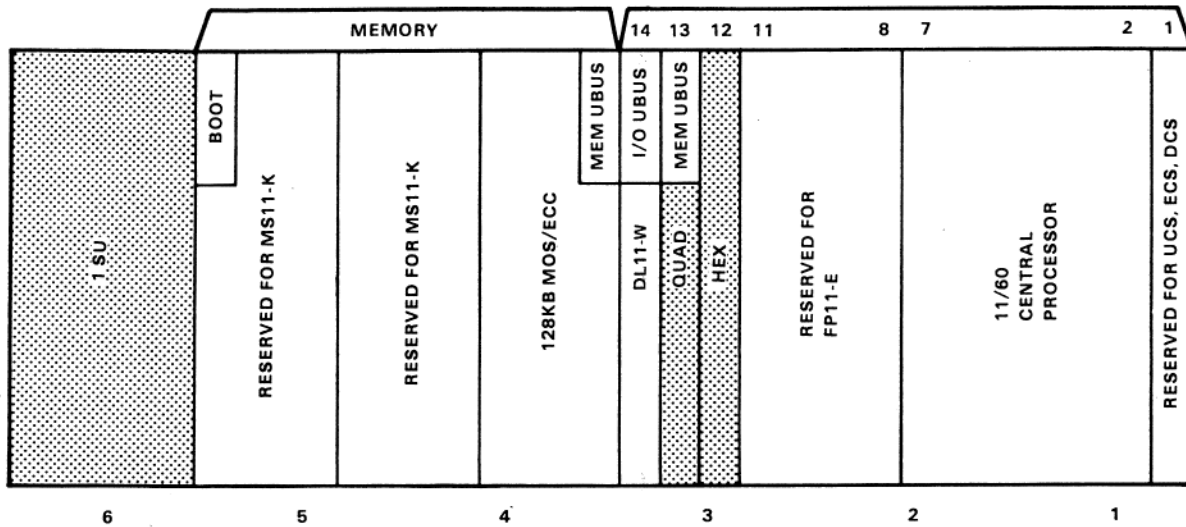 MEMORY
14 13 12 11 8 7 2 1
1 SU
BOOT
RESERVED FOR MS11-K
RESERVED FOR MS11-K
128KB MOS/ECC
MEM UBUS
I/O UBUS
DL11-W
MEM UBUS
QUAD
HEX
RESERVED FOR
FP11-E
11/60
CENTRAL
PROCESSOR
RESERVED FOR UCS, ECS, DCS
6 5 4 3 2 1